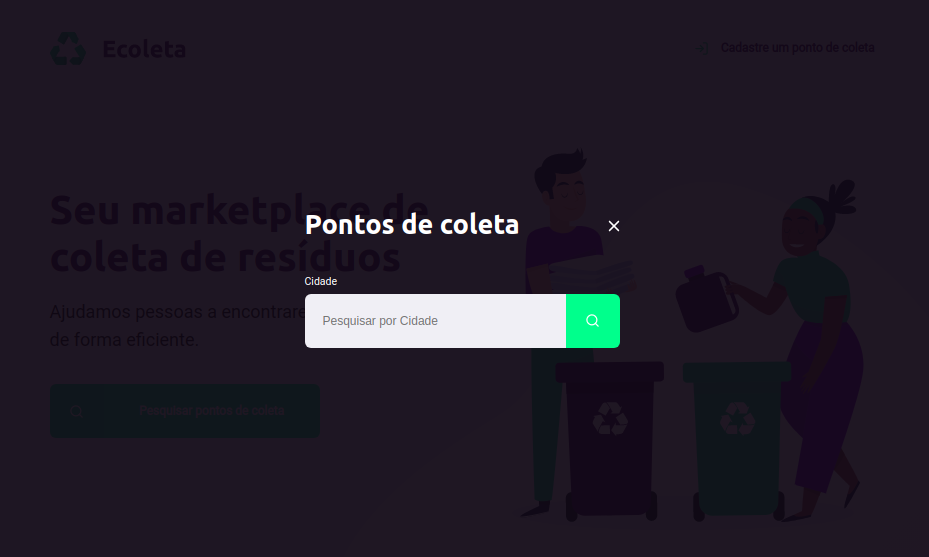 Ecoleta
Cadastre um ponto de coleta
Seu marketplace de
coleta de resíduos
Pontos de coleta
Cidade
Pesquisar por Cidade
Ajudamos pessoas a encontrare
de forma eficiente.
Pesquisar pontos de coleta